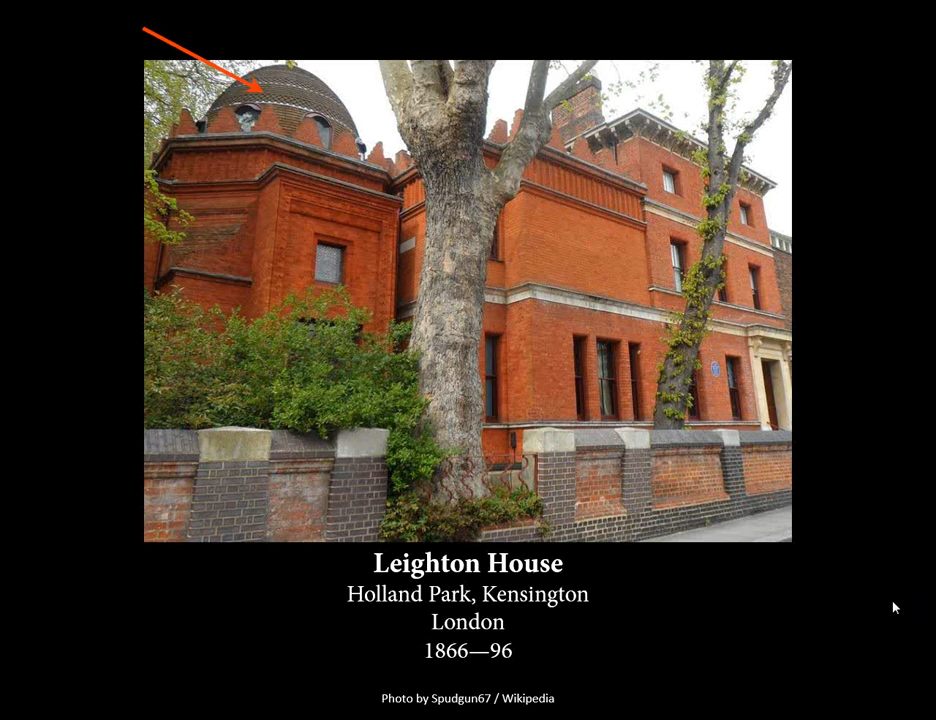 Leighton House
Holland Park, Kensington
London
1866—96
Photo by Spudgun67 / Wikipedia